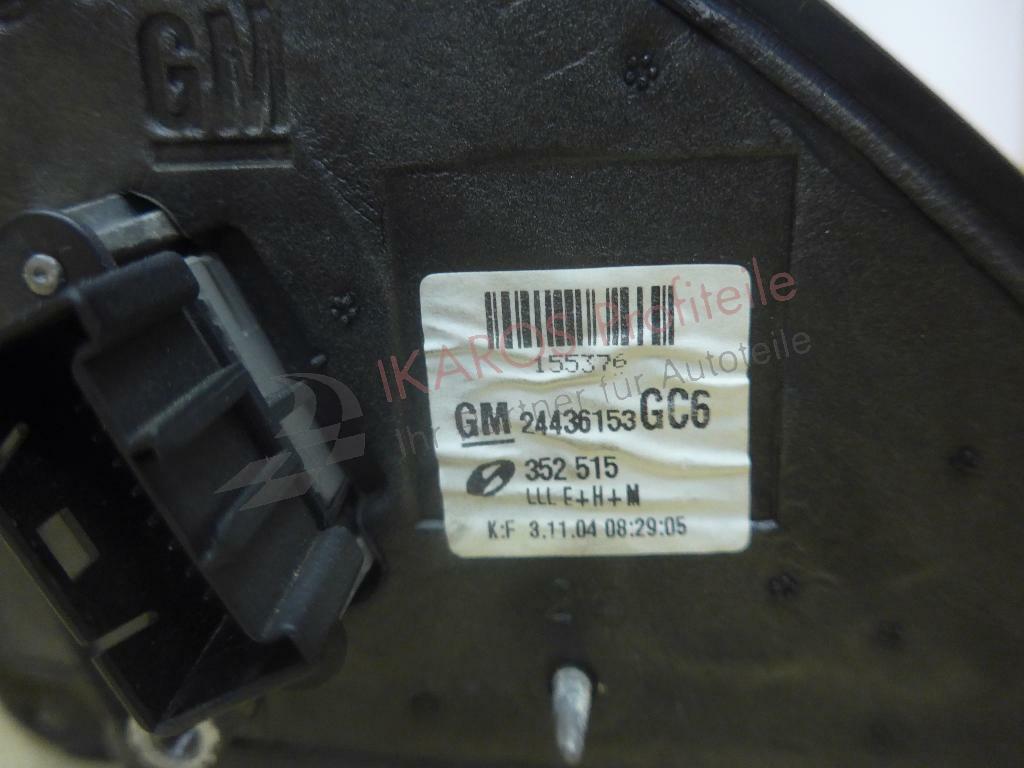 GM
IKAROS Profiteile
Ihr Partner für Autoteile
155376
GM 24436153 GC6
352 515
LLL E+H+M
K:F 3.11.04 08:29:05